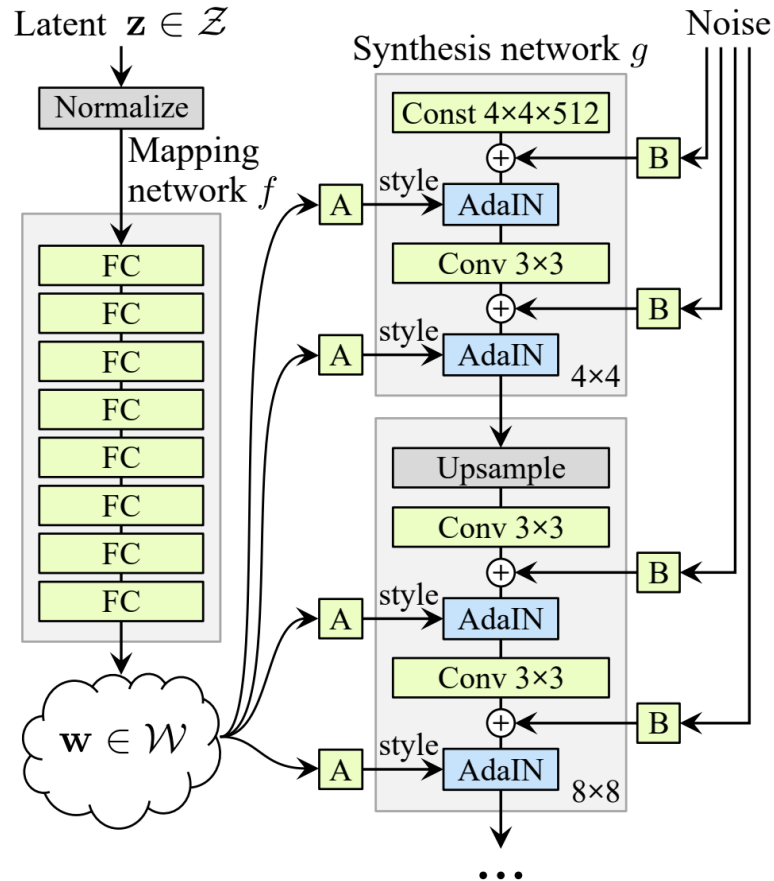 Latent z ∈ 𝒵
Normalize
Mapping
network f
FC
FC
FC
FC
FC
FC
FC
FC
w ∈ 𝒲
Synthesis network g
Noise
Const 4×4×512
B
A
style
AdaIN
Conv 3×3
B
A
style
AdaIN
4×4
Upsample
Conv 3×3
B
A
style
AdaIN
Conv 3×3
B
A
style
AdaIN
8×8
...